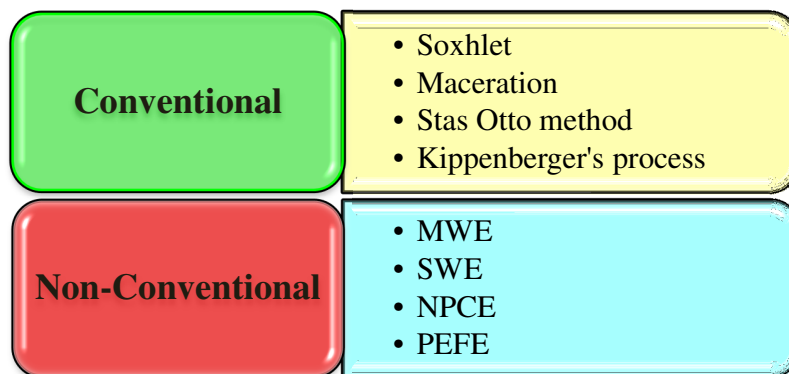 Conventional
• Soxhlet
• Maceration
• Stas Otto method
• Kippenberger's process
Non-Conventional
• MWE
• SWE
• NPCE
• PEFE